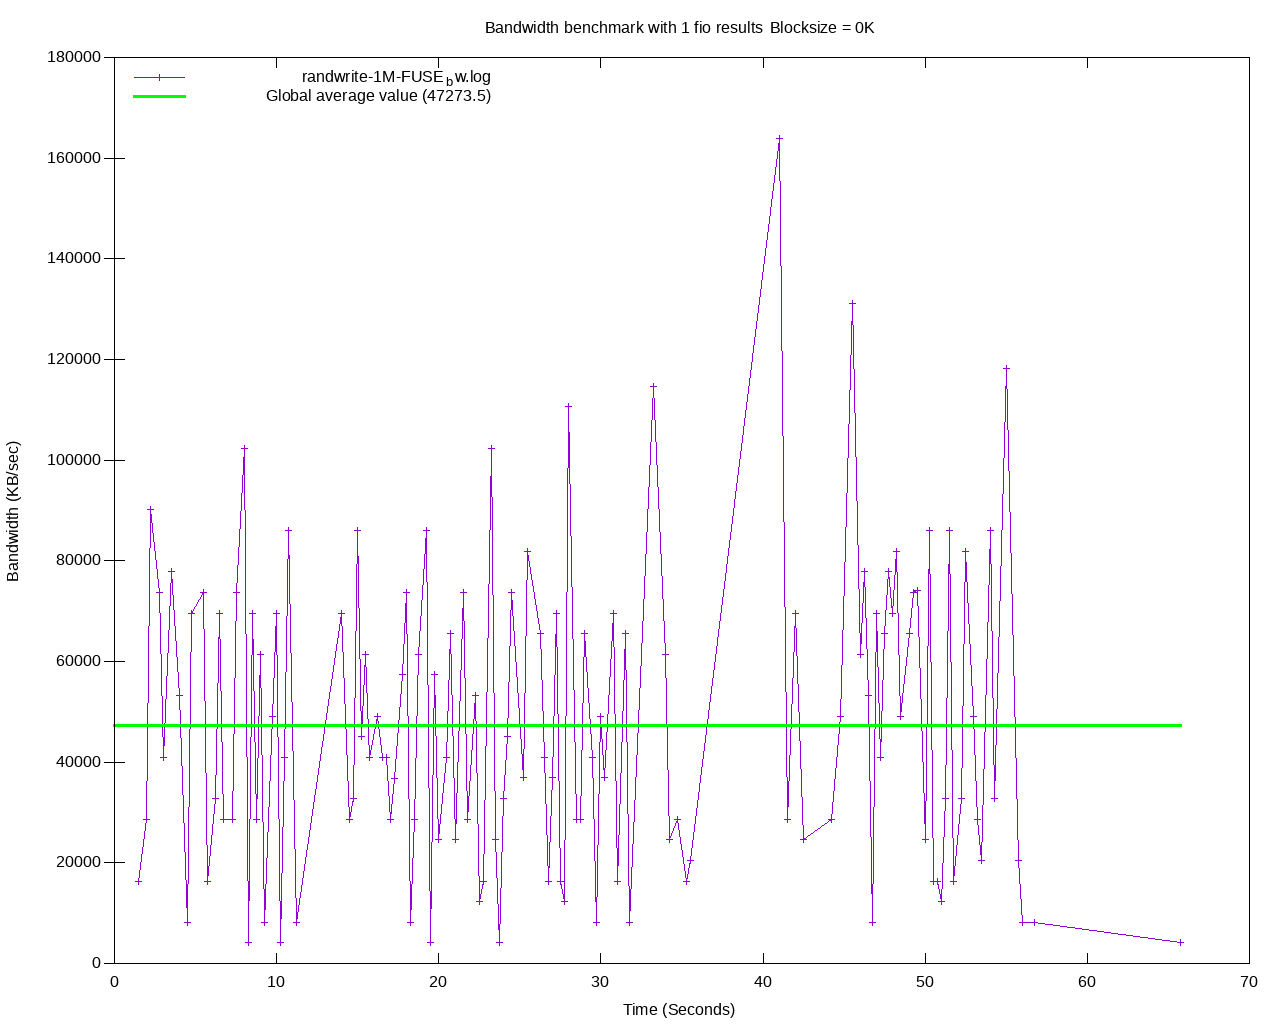 Bandwidth benchmark with 1 fio results Blocksize = 0K
180000
160000
140000
120000
100000
80000
60000
40000
20000
0
randwrite-1M-FUSE_bw.log
Global average value (47273.5)
Bandwidth (KB/sec)
0 10 20 30 40 50 60 70
Time (Seconds)